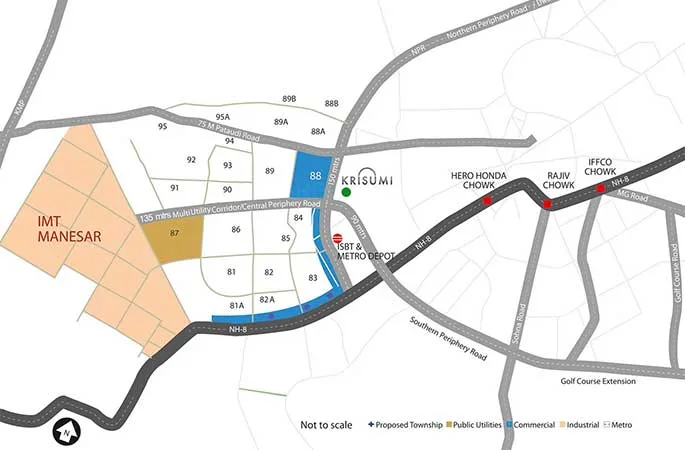 Northern Periphery Road /
NPR
KMP
89B
88B
95A
89A
95
75 M Pataudi Road
88A
94
92
93
89
88
150 mtrs
KRISUMI
91
90
IFFCO
CHOWK
RAJIV
CHOWK
HERO HONDA
CHOWK
NH-8
MG Road
135 mtrs MultiUtility Corridor/Central Periphery Road
IMT
MANESAR
87
86
84
85
90 mtrs
ISBT &
METRO DEPOT
NH-8
81
82
83
81A
82A
NH-8
Southern Periphery Road
Sohna Road
Golf Course Road
Golf Course Extension
N
Not to scale
Proposed Township
Public Utilities
Commercial
Industrial
Metro